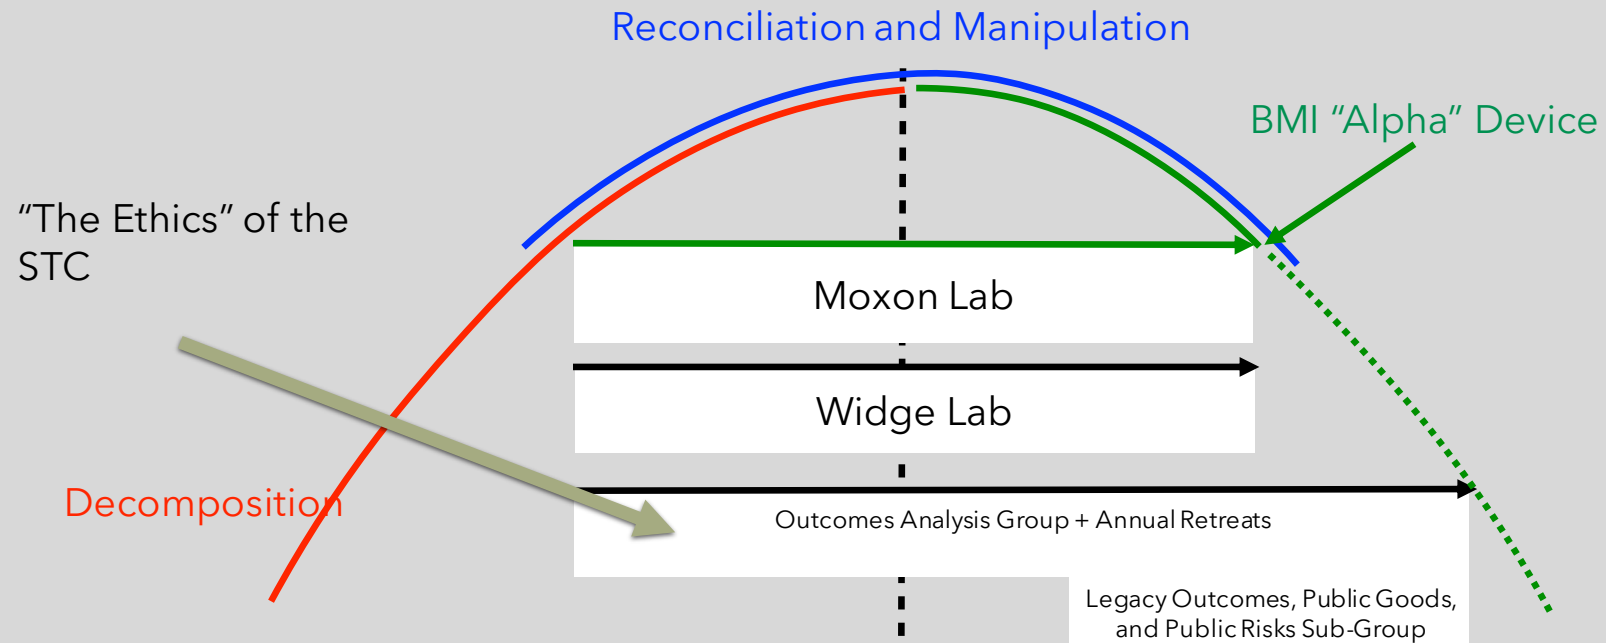 Reconciliation and Manipulation
BMI “Alpha” Device
“The Ethics” of the
STC
Moxon Lab
Widge Lab
Decomposition
Outcomes Analysis Group + Annual Retreats
Legacy Outcomes, Public Goods,
and Public Risks Sub-Group